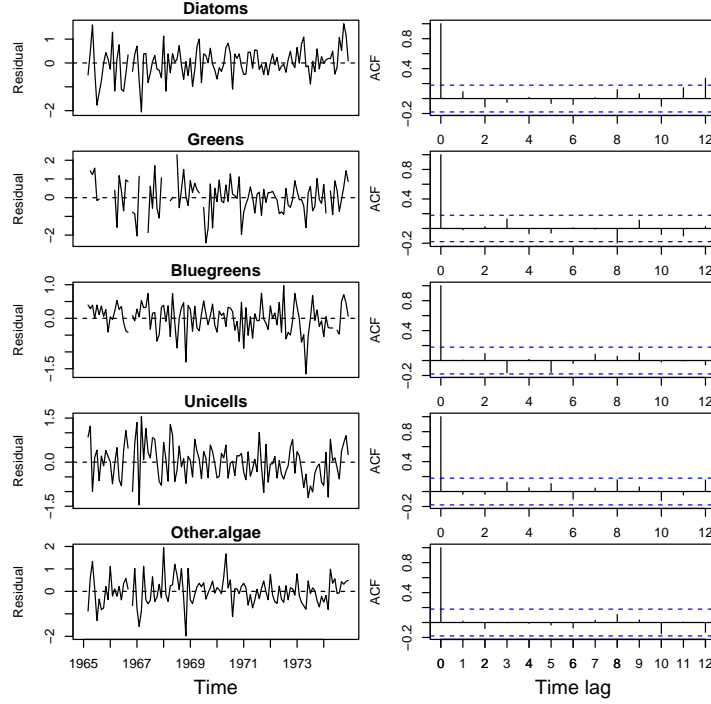 Diatoms
Residual
1
0
−2
ACF
0.8
0.4
−0.2
0 2 4 6 8 10 12
Greens
Residual
2
1
0
−2
ACF
0.8
0.4
−0.2
0 2 4 6 8 10 12
Bluegreens
Residual
1.0
0.0
−1.5
ACF
0.8
0.4
−0.2
0 2 4 6 8 10 12
Unicells
Residual
1.5
0.0
−1.5
ACF
0.8
0.4
−0.2
0 2 4 6 8 10 12
Other.algae
Residual
2
1
0
−2
ACF
0.8
0.4
−0.2
1965 1967 1969 1971 1973
0 1 2 3 4 5 6 7 8 9 10 11 12
Time
Time lag